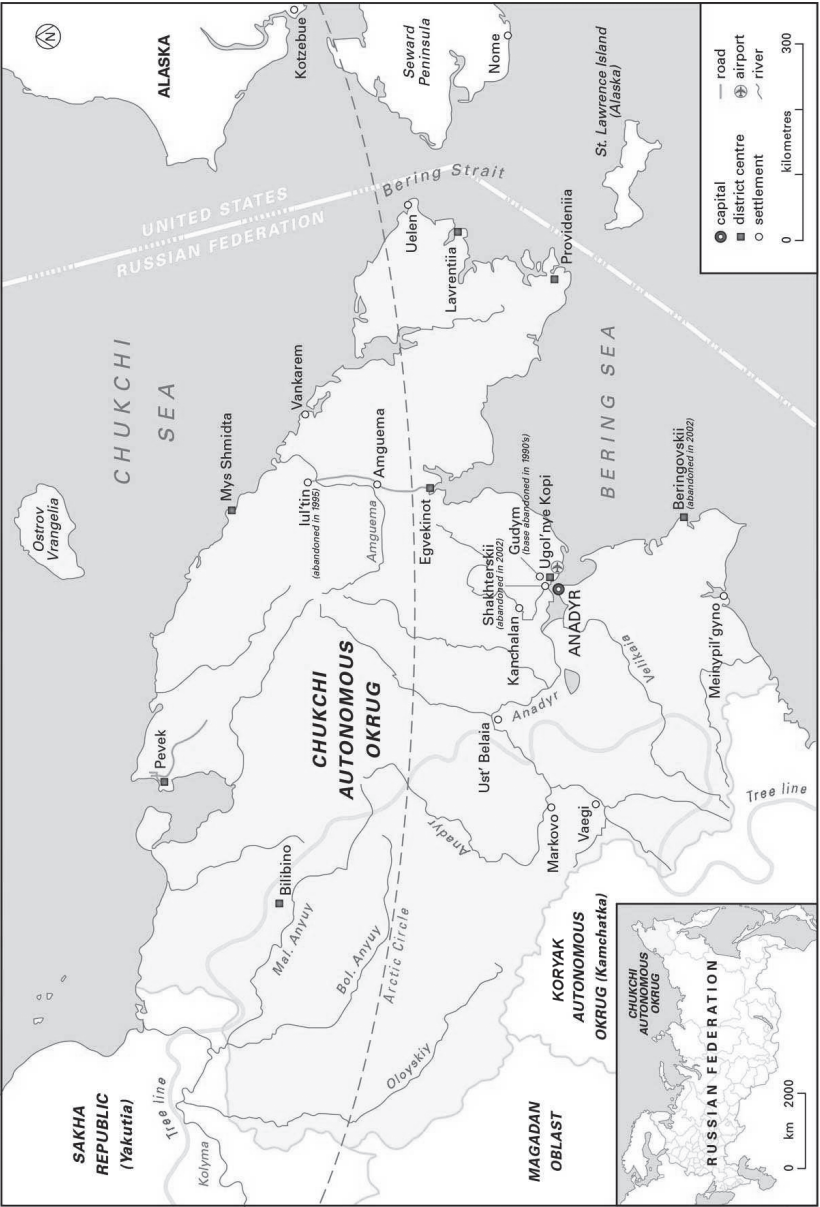 N
ALASKA
Kotzebue
Seward
Peninsula
Nome
St. Lawrence Island
(Alaska)
UNITED STATES
RUSSIAN FEDERATION
Bering Strait
CHUKCHI
SEA
BERING SEA
Ostrov
Vrangelia
Uelen
Lavrentiia
Provideniia
Vankarem
Mys Shmidta
Iul'tin
(abandoned in 1995)
Amguema
Amguema
Egvekinot
Gudym
(base abandoned in 1990's)
Ugol'nye Kopi
Shakhterskii
(abandoned in 2002)
Kanchalan
ANADYR
Beringovskii
(abandoned in 2002)
Meinypil'gyno
Velikaia
Anadyr
Ust' Belaia
CHUKCHI
AUTONOMOUS
OKRUG
Pevek
Bilibino
Mal. Anyuy
Bol. Anyuy
Arctic Circle
Anadyr
Markovo
Vaegi
Tree line
Oloyskiy
Tree line
Kolyma
SAKHA
REPUBLIC
(Yakutia)
MAGADAN
OBLAST
KORYAK
AUTONOMOUS
OKRUG (Kamchatka)
CHUKCHI
AUTONOMOUS
OKRUG
RUSSIAN FEDERATION
0 km 2000
capital
district centre
settlement
road
airport
river
0 kilometres 300